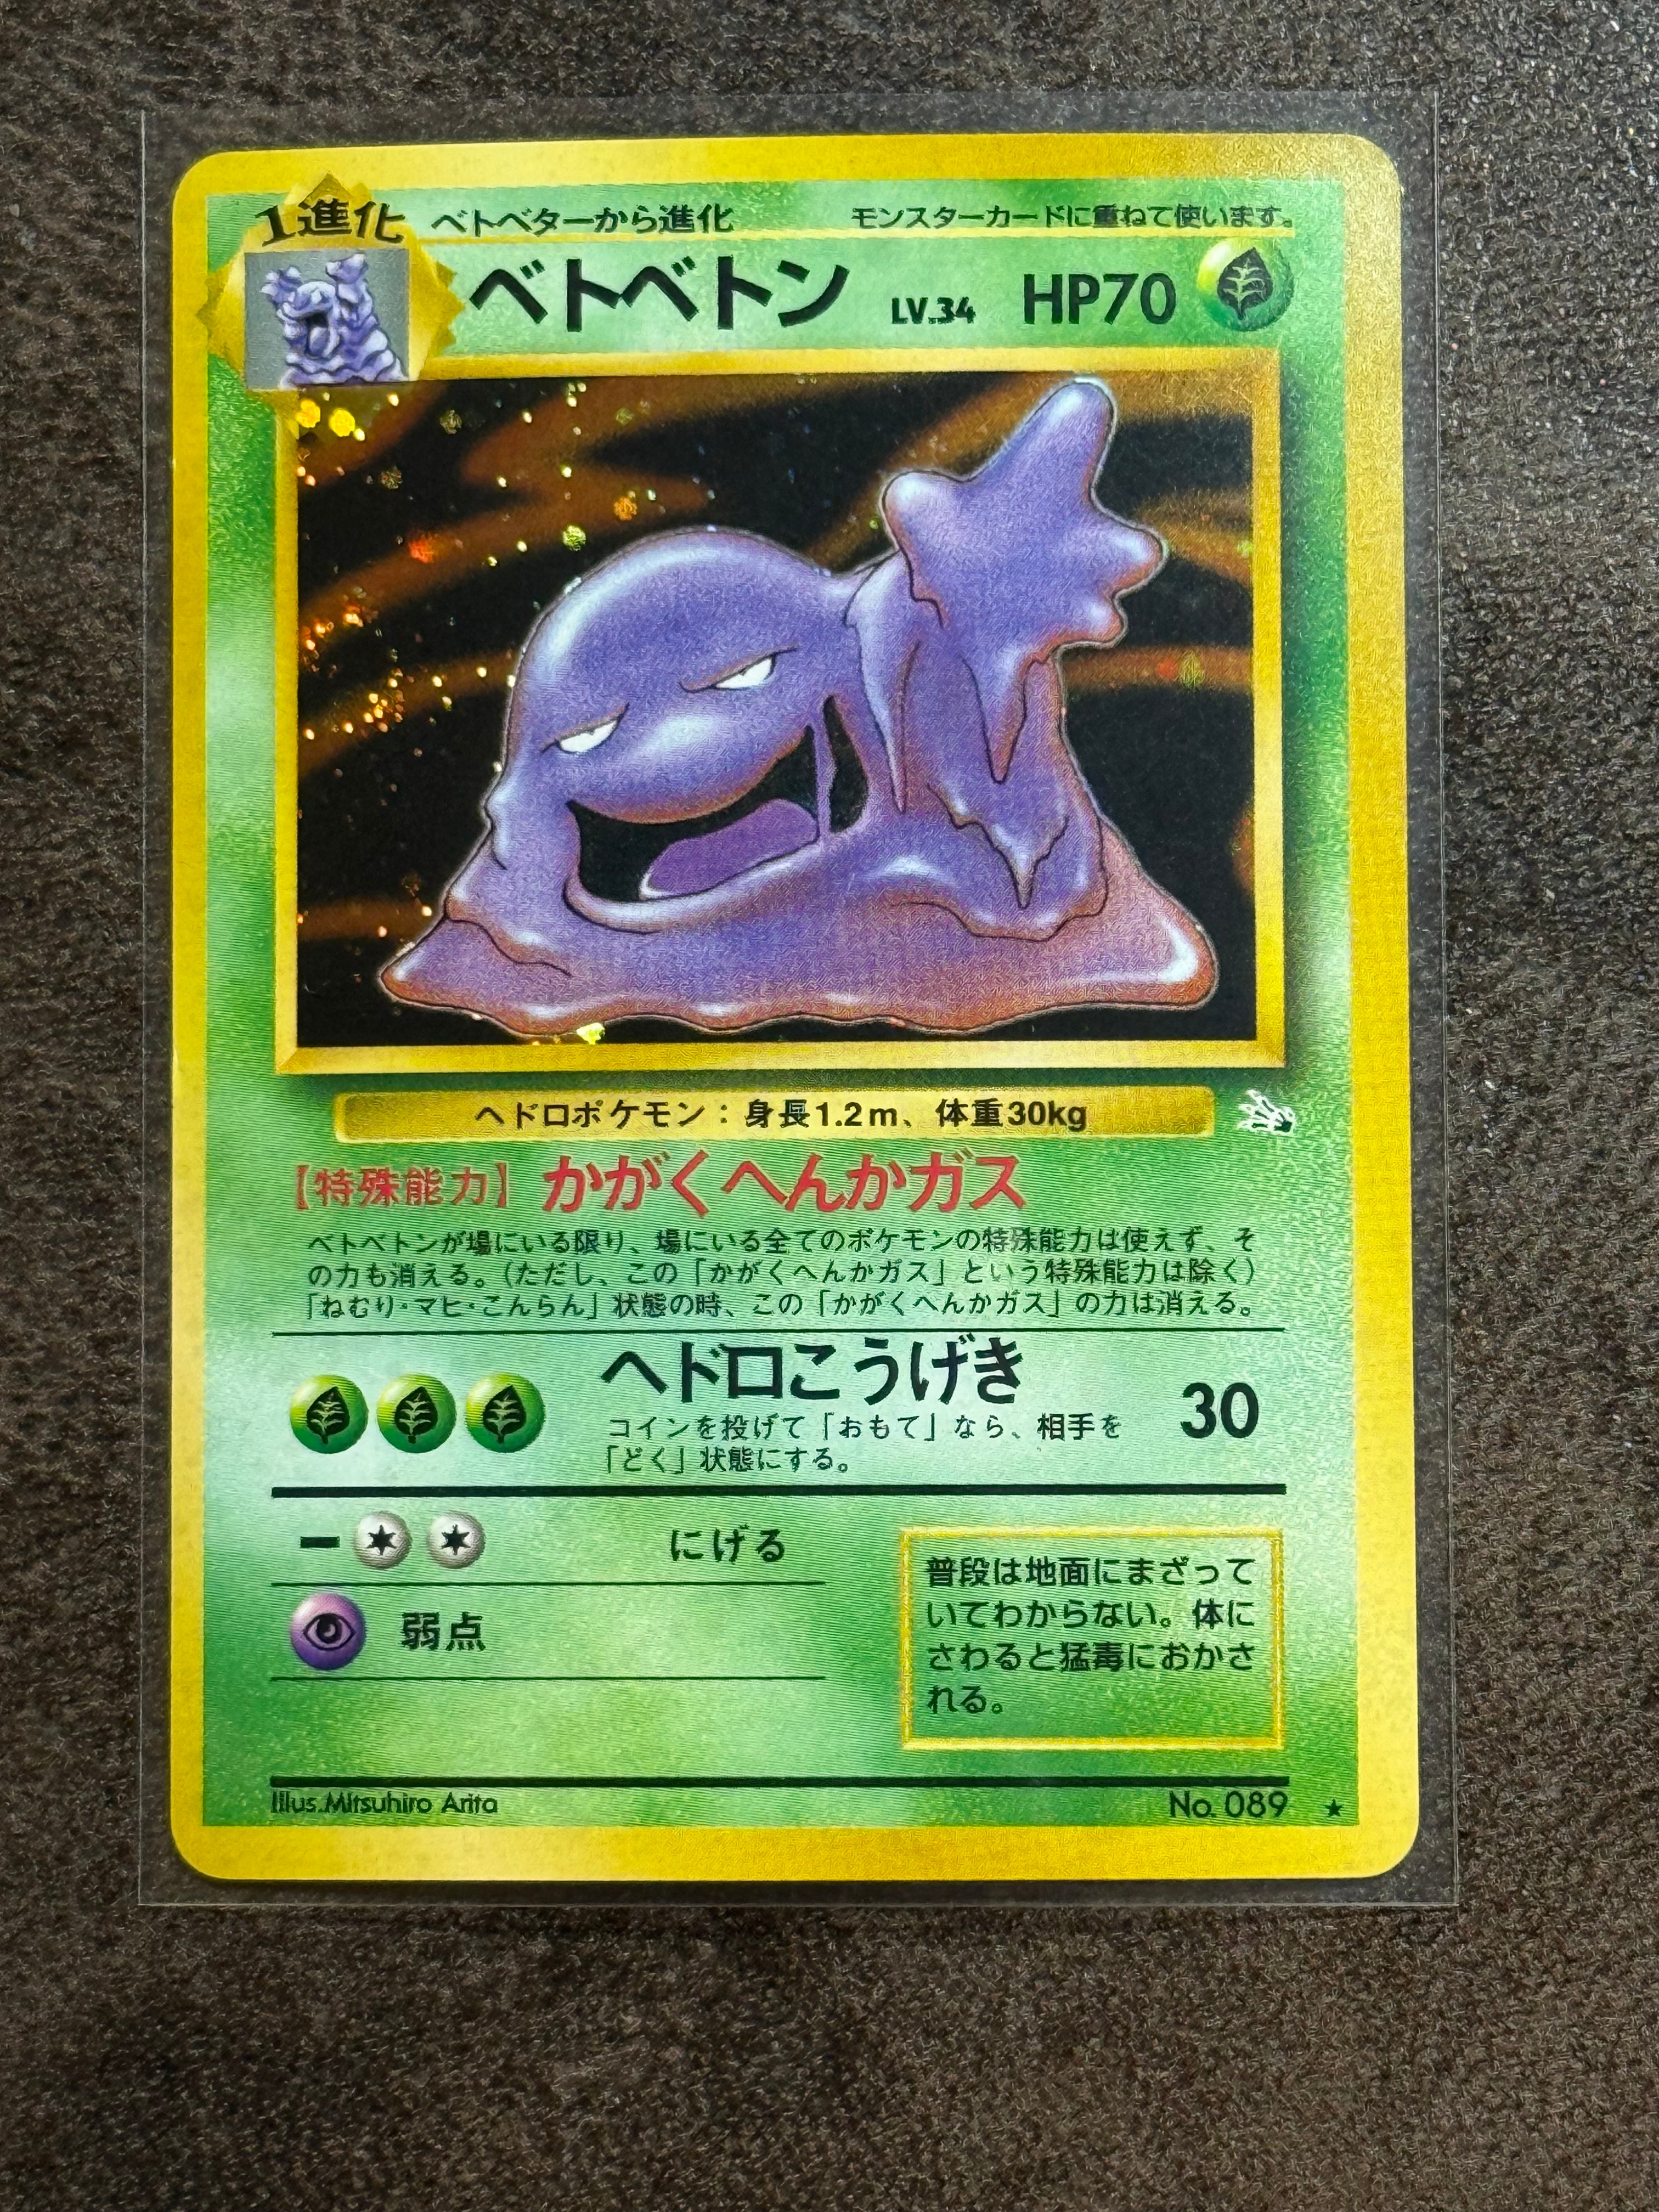 1進化 ベトベターから進化 モンスターカードに重ねて使います。
ベトベトン LV.34 HP70
ヘドロポケモン：身長1.2m、体重30kg
【特殊能力】かがくへんかガス
ベトベトンが場にいる限り、場にいる全てのポケモンの特殊能力は使えず、そ
の力も消える。（ただし、この「かがくへんかガス」という特殊能力は除く）
「ねむり・マヒ・こんらん」状態の時、この「かがくへんかガス」の力は消える。
ヘドロこうげき 30
コインを投げて「おもて」なら、相手を
「どく」状態にする。
にげる
弱点
普段は地面にまざって
いてわからない。体に
さわると猛毒におかさ
れる。
Illus.Mitsuhiro Arita No. 089 ★